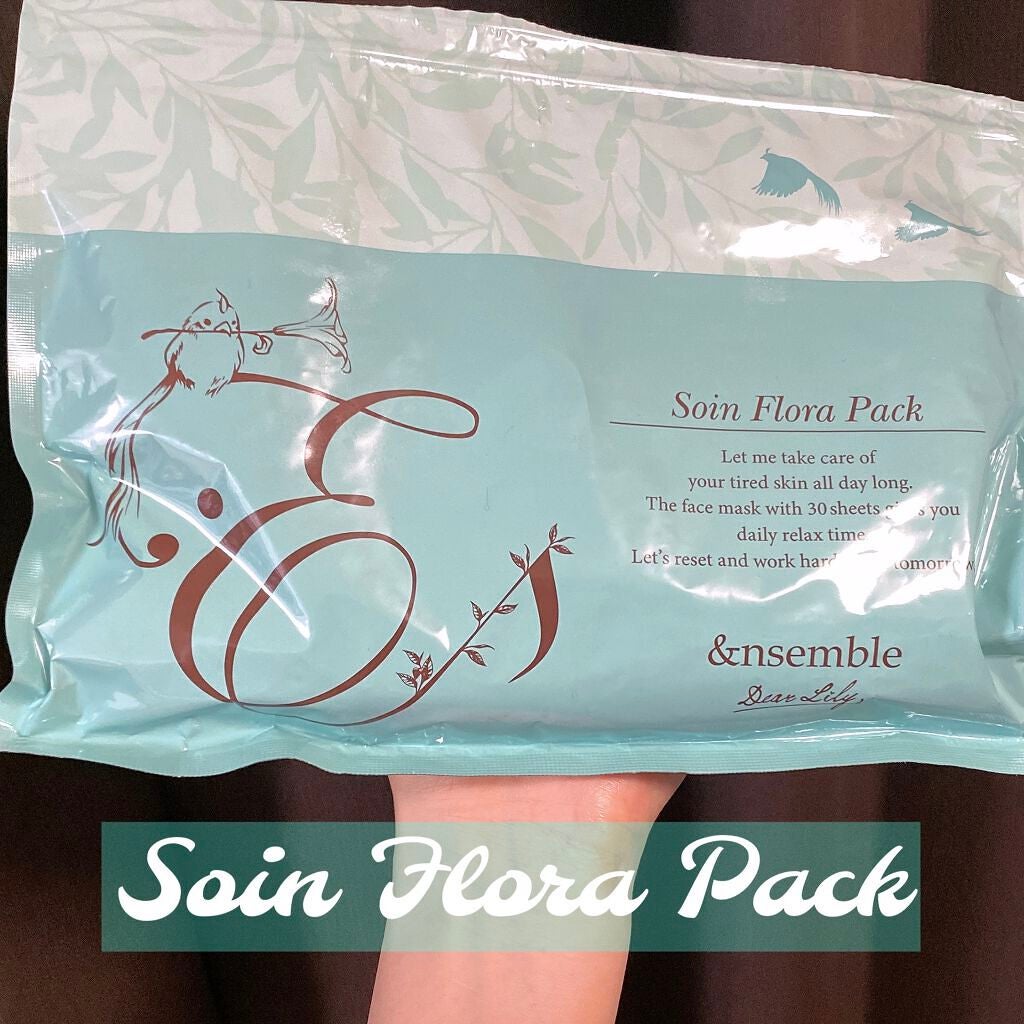 Soin Flora Pack
Let me take care of
your tired skin all day long.
The face mask with 30 sheets you
daily relax time
Let's reset and work hard tomorrow
&nsemble
Dear Lily,
Soin Flora Pack